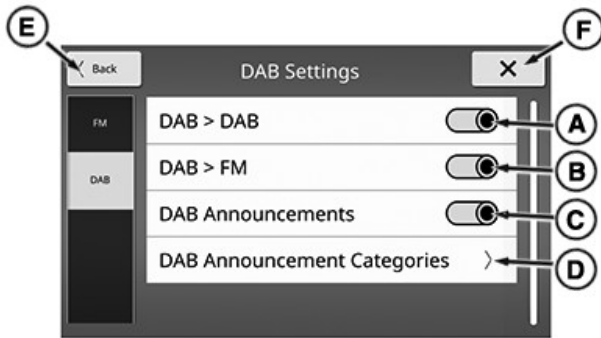 E
F
Back
DAB Settings
X
FM
DAB > DAB
A
DAB
DAB > FM
B
DAB Announcements
C
DAB Announcement Categories
D